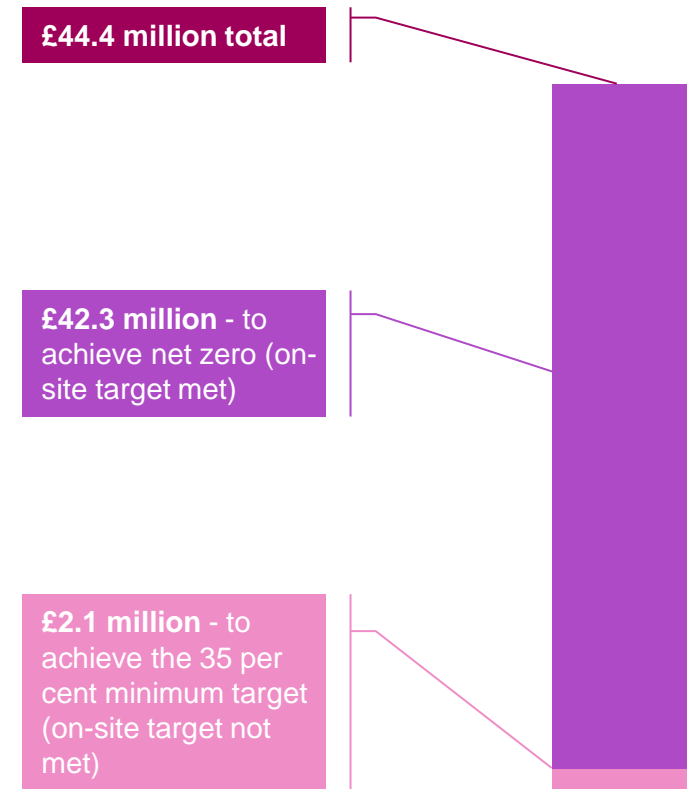 £44.4 million total
£42.3 million - to
achieve net zero (on-
site target met)
£2.1 million - to
achieve the 35 per
cent minimum target
(on-site target not
met)